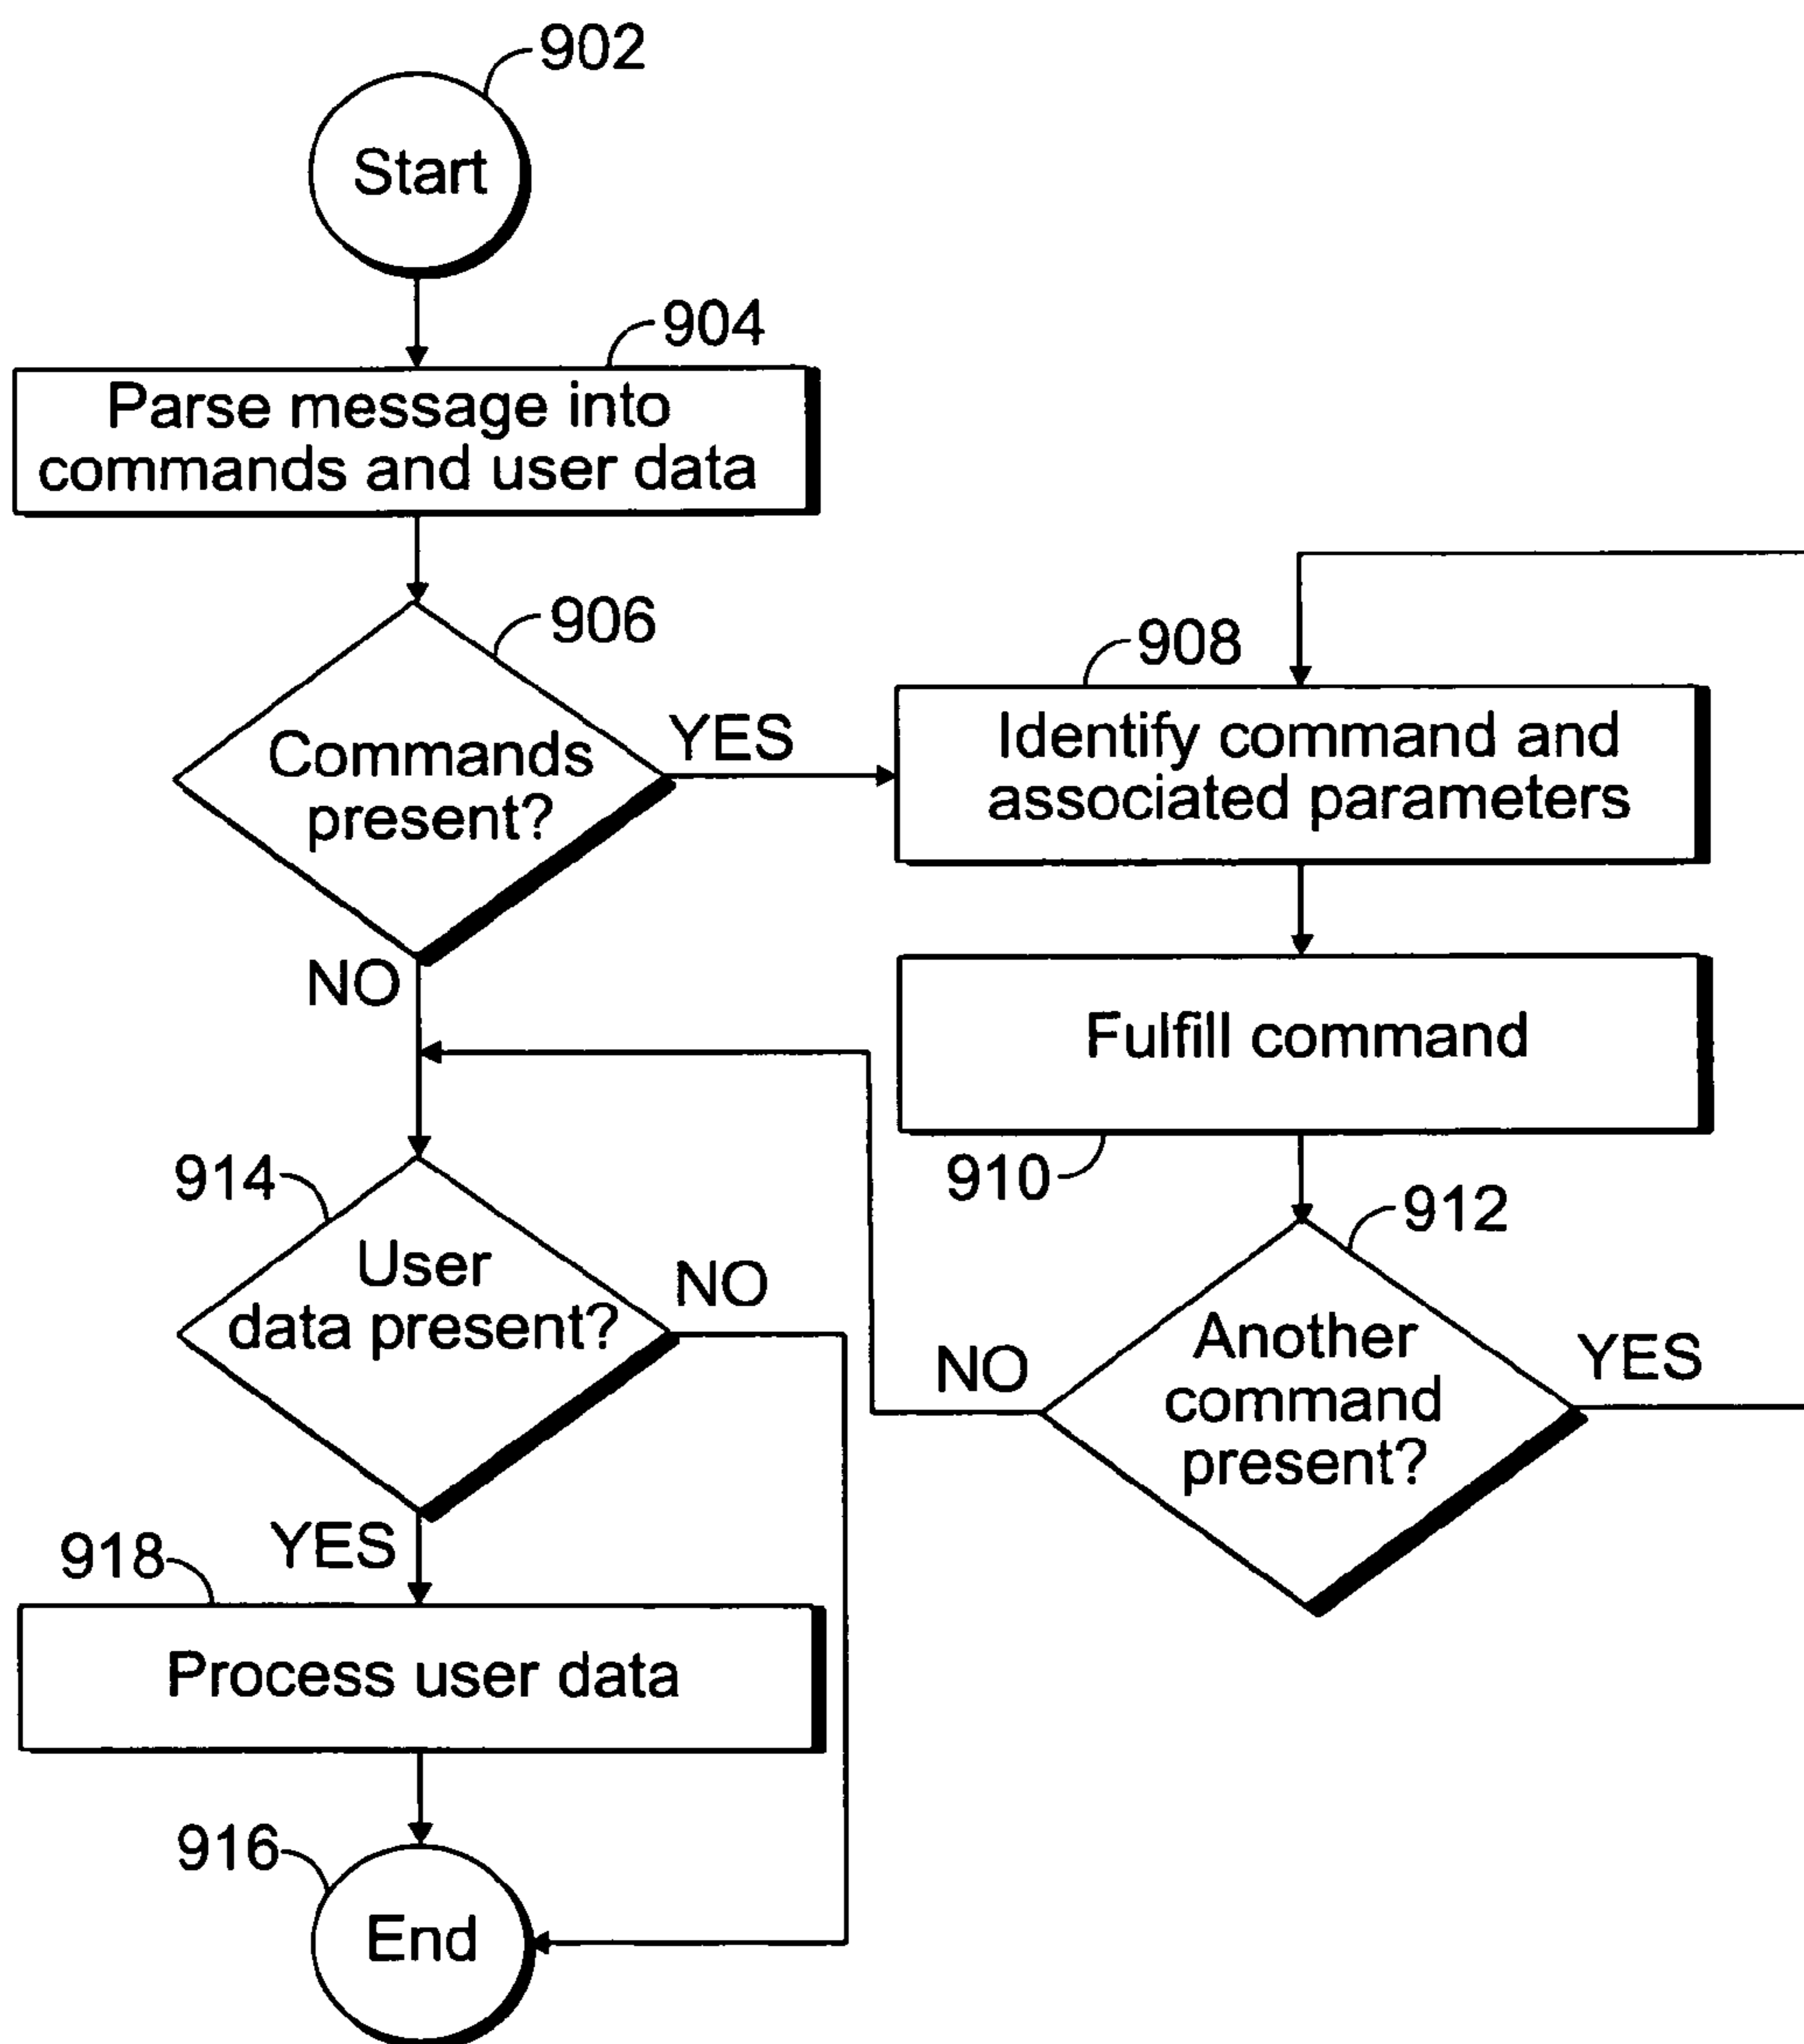 902
Start
904
Parse message into
commands and user data
906
Commands
present?
YES
NO
908
Identify command and
associated parameters
Fulfill command
910
912
Another
command
present?
NO
YES
914
User
data present?
NO
YES
918
Process user data
916
End